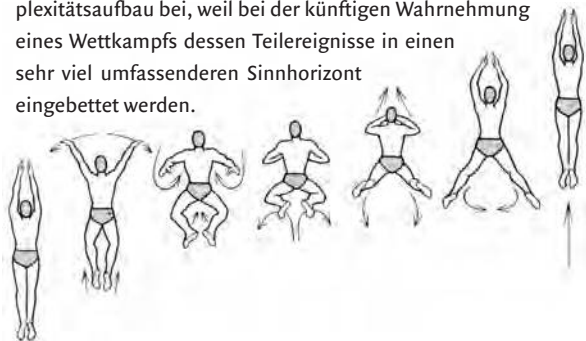 plexitätsaufbau bei, weil bei der künftigen Wahrnehmung
eines Wettkampfs dessen Teilereignisse in einen
sehr viel umfassenderen Sinnhorizont
eingebettet werden.